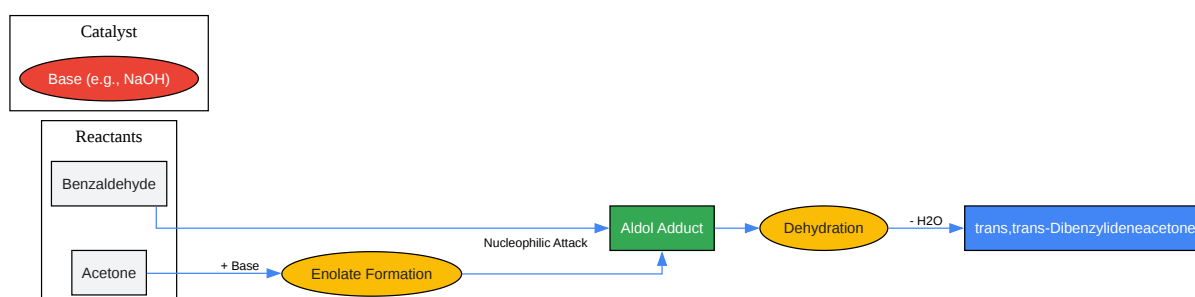 Catalyst
Base (e.g., NaOH)
Reactants
Benzaldehyde
Acetone
+ Base
Enolate Formation
Nucleophilic Attack
Aldol Adduct
Dehydration
- H2O
trans,trans-Dibenzylideneacetone